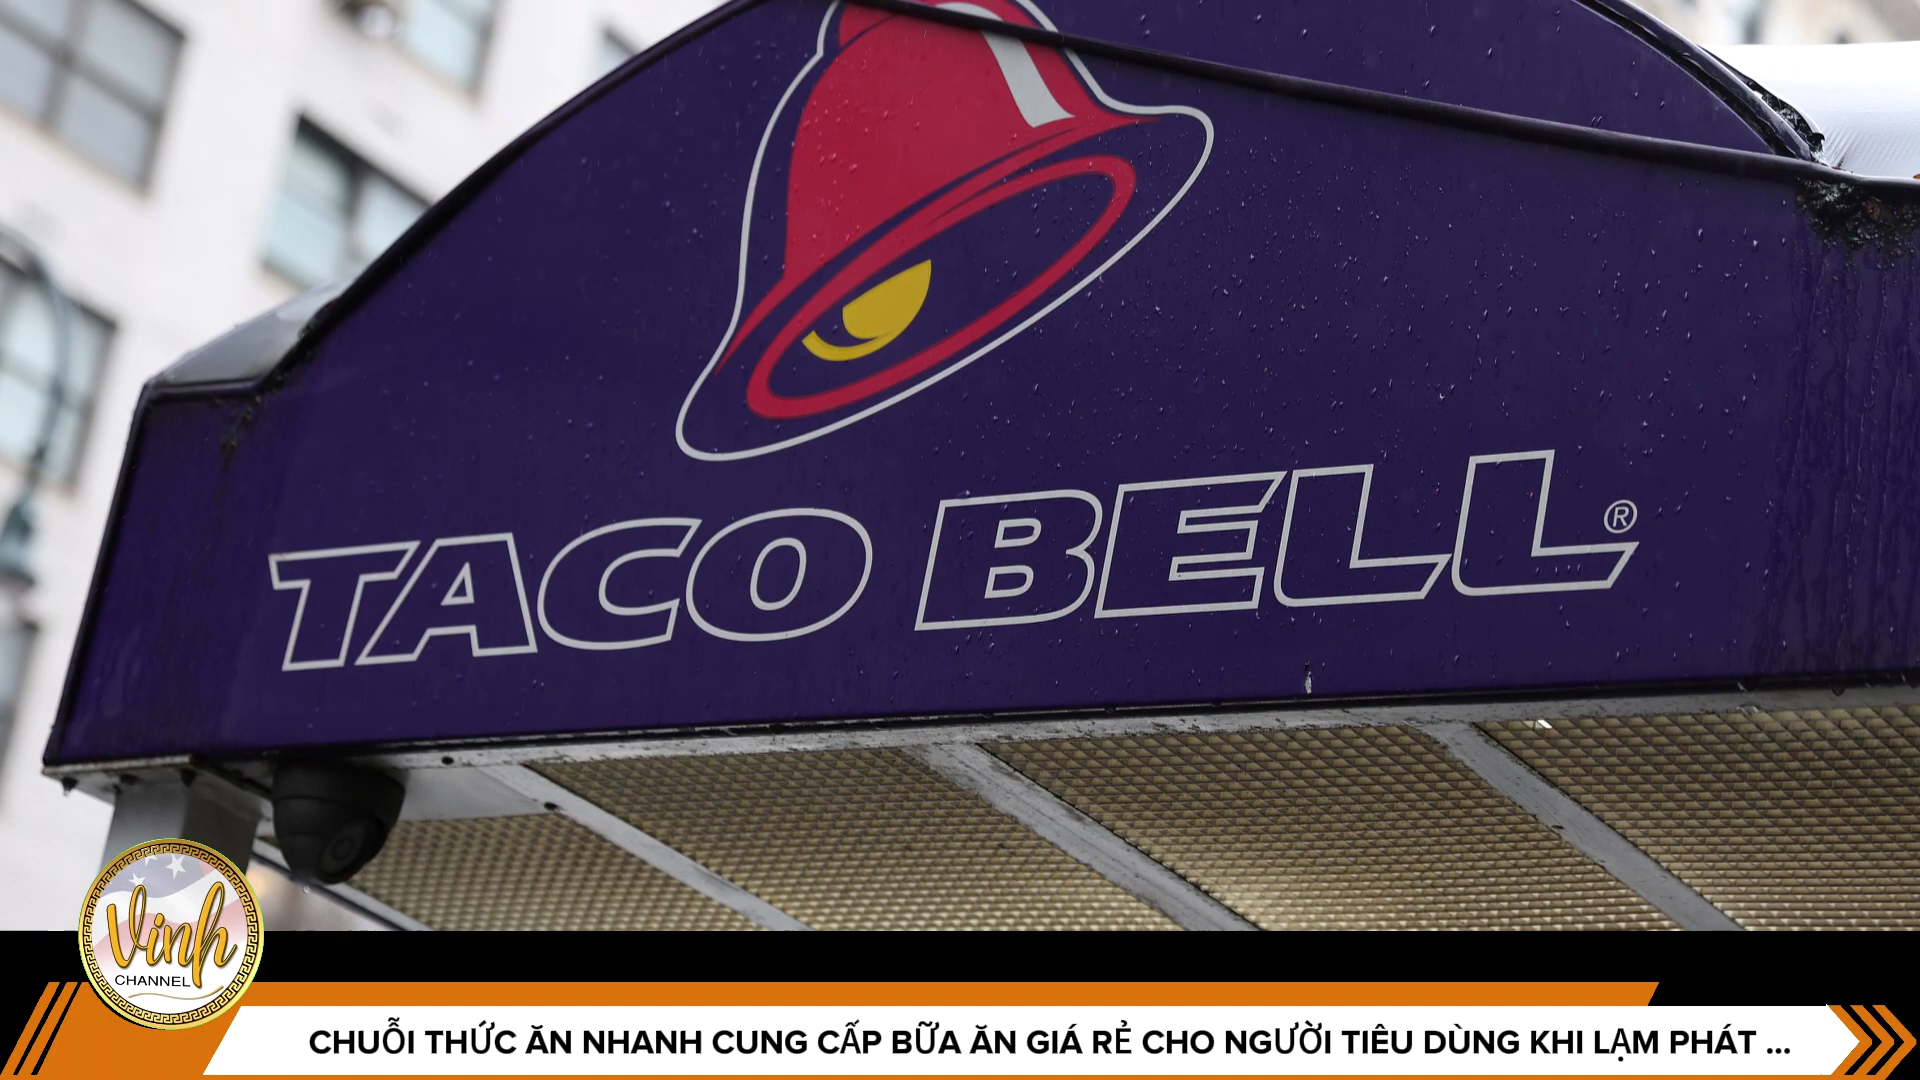 TACO BELL®
Vinh
CHANNEL
CHUỖI THỨC ĂN NHANH CUNG CẤP BỮA ĂN GIÁ RẺ CHO NGƯỜI TIÊU DÙNG KHI LẠM PHÁT ...